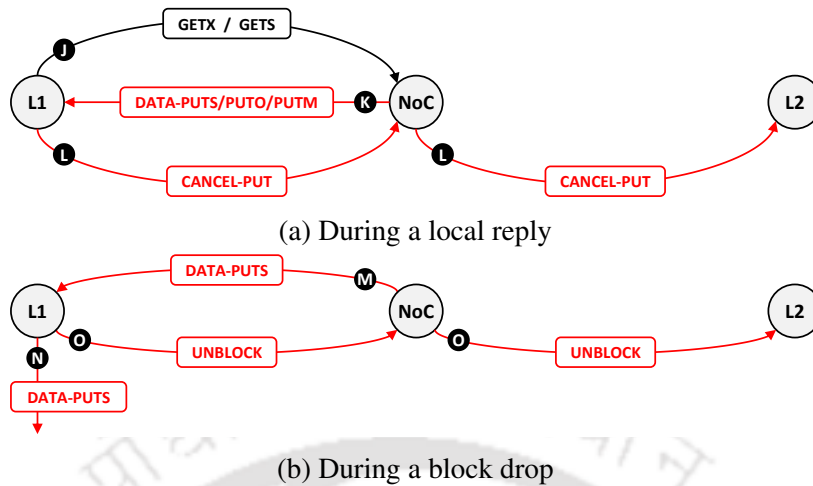 GETX / GETS
J
L1
DATA-PUTS/PUTO/PUTM
K
NoC
L2
L
CANCEL-PUT
L
CANCEL-PUT
(a) During a local reply
DATA-PUTS
M
L1
NoC
L2
O
UNBLOCK
O
UNBLOCK
N
DATA-PUTS
(b) During a block drop